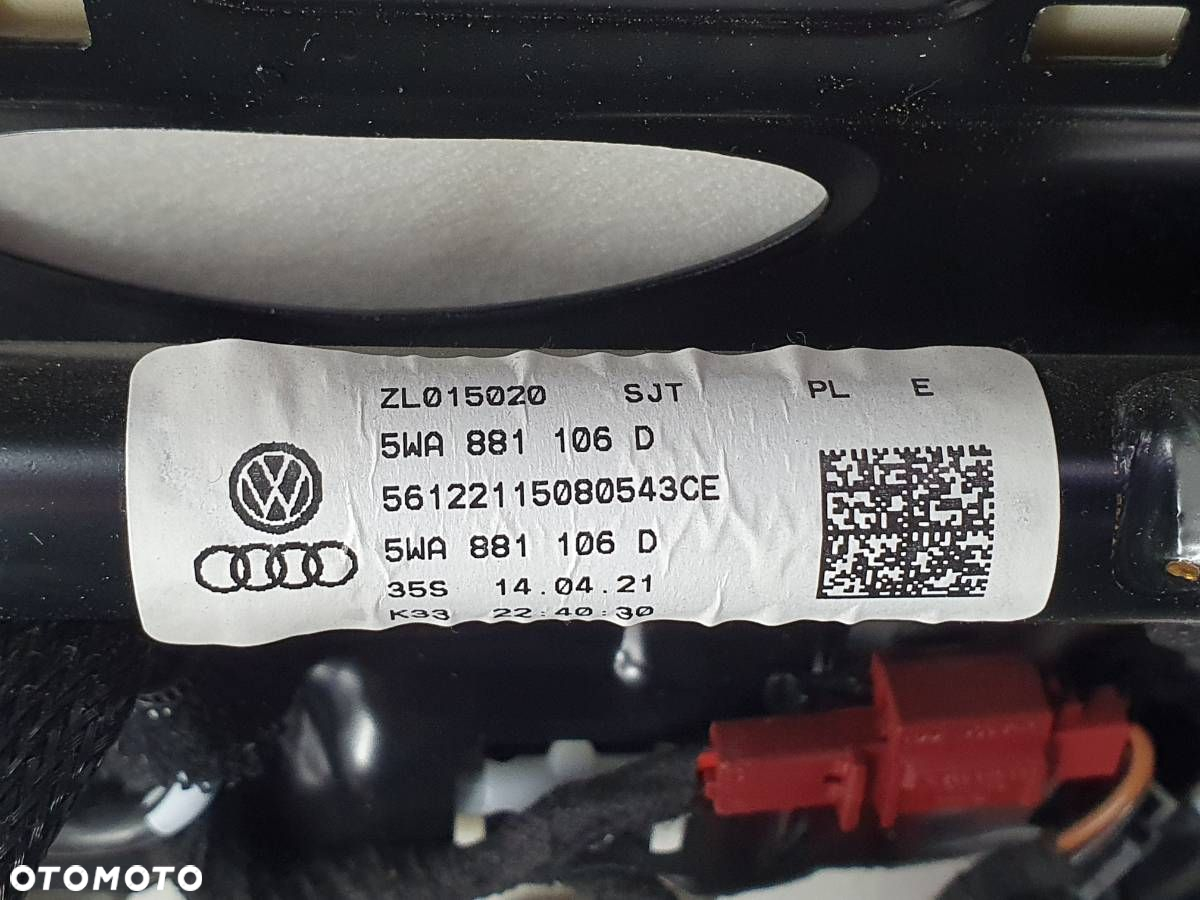 ZL015020 SJT PL E
5WA 881 106 D
56122115080543CE
5WA 881 106 D
35S 14.04.21
K33 22:40:30
OTOMOTO